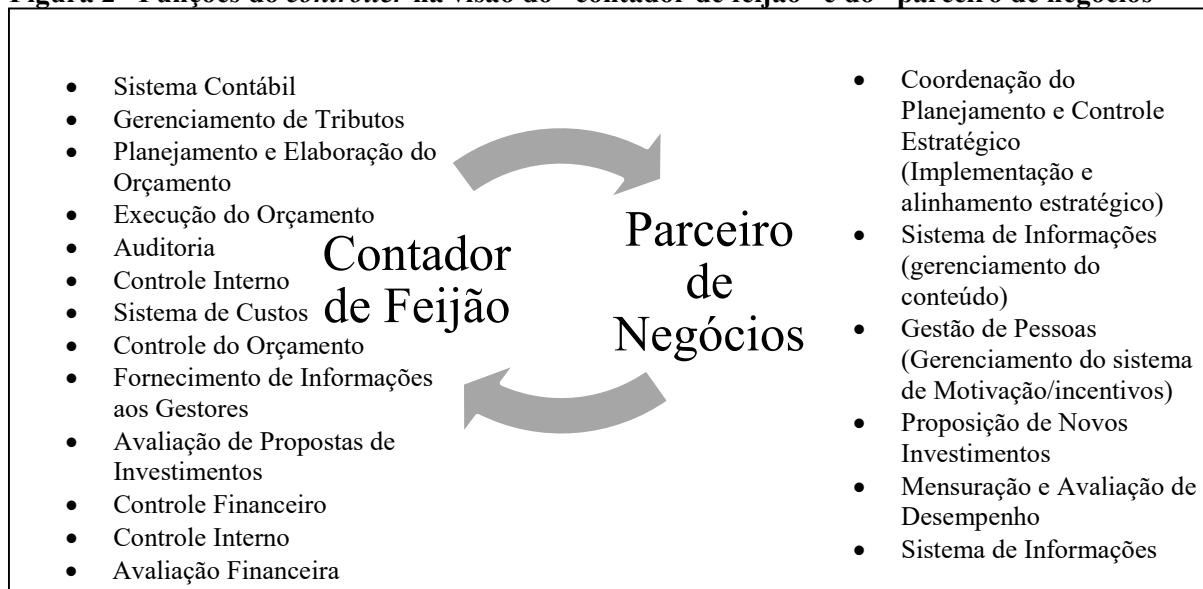 Figura 2 - Funções do controller na visão do "contador de feijão" e do "parceiro de negócios"
• Sistema Contábil
• Gerenciamento de Tributos
• Planejamento e Elaboração do
Orçamento
• Execução do Orçamento
• Auditoria
• Controle Interno
• Sistema de Custos
• Controle do Orçamento
• Fornecimento de Informações
aos Gestores
• Avaliação de Propostas de
Investimentos
• Controle Financeiro
• Controle Interno
• Avaliação Financeira
Contador
de Feijão
Parceiro
de
Negócios
• Coordenação do
Planejamento e Controle
Estratégico
(Implementação e
alinhamento estratégico)
• Sistema de Informações
(gerenciamento do
conteúdo)
• Gestão de Pessoas
(Gerenciamento do sistema
de Motivação/incentivos)
• Proposição de Novos
Investimentos
• Mensuração e Avaliação de
Desempenho
• Sistema de Informações